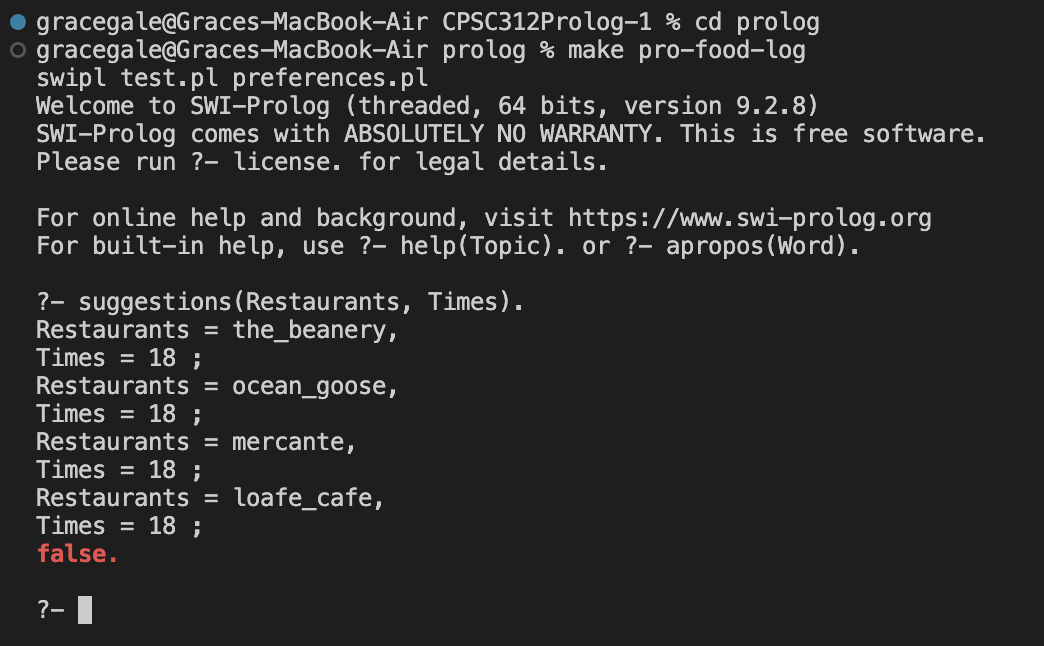 gracegale@Graces-MacBook-Air CPSC312Prolog-1 % cd prolog
gracegale@Graces-MacBook-Air prolog % make pro-food-log
swipl test.pl preferences.pl
Welcome to SWI-Prolog (threaded, 64 bits, version 9.2.8)
SWI-Prolog comes with ABSOLUTELY NO WARRANTY. This is free software.
Please run ?- license. for legal details.
For online help and background, visit https://www.swi-prolog.org
For built-in help, use ?- help(Topic). or ?- apropos(Word).
?- suggestions(Restaurants, Times).
Restaurants = the_beanery,
Times = 18 ;
Restaurants = ocean_goose,
Times = 18 ;
Restaurants = mercante,
Times = 18 ;
Restaurants = loafe_cafe,
Times = 18 ;
false.
?-